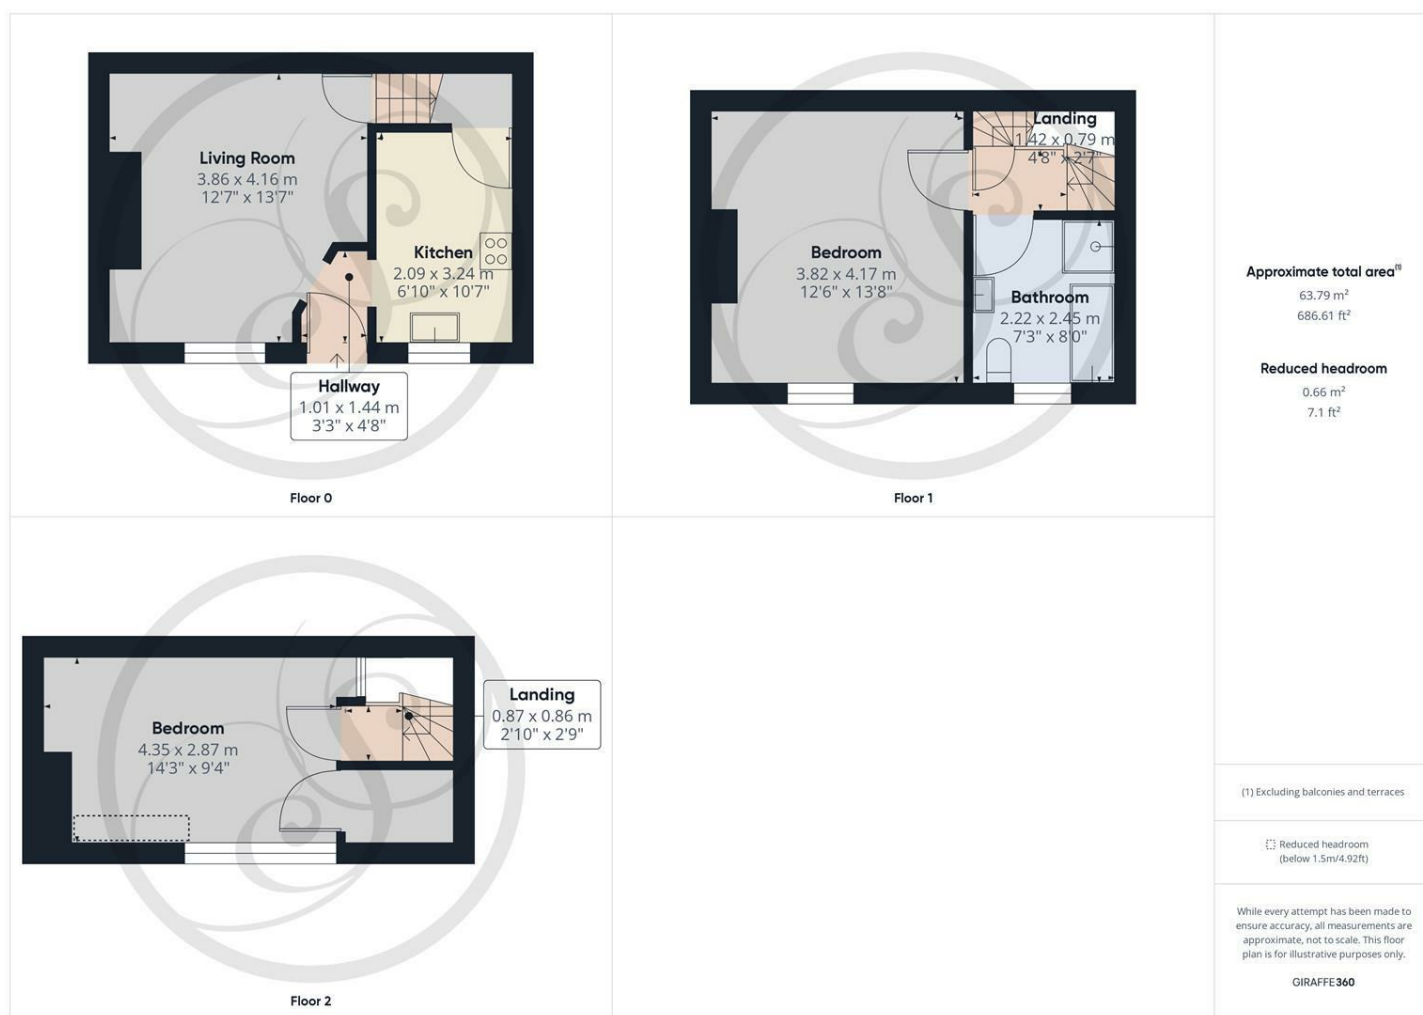 Living Room
3.86 x 4.16 m
12'7" x 13'7"
Kitchen
2.09 x 3.24 m
6'10" x 10'7"
Hallway
1.01 x 1.44 m
3'3" x 4'8"
Floor 0
Landing
1.42 x 0.79 m
4'8" x 2'7"
Bedroom
3.82 x 4.17 m
12'6" x 13'8"
Bathroom
2.22 x 2.45 m
7'3" x 8'0"
Floor 1
Bedroom
4.35 x 2.87 m
14'3" x 9'4"
Landing
0.87 x 0.86 m
2'10" x 2'9"
Floor 2
Approximate total area(1)
63.79 m²
686.61 ft²
Reduced headroom
0.66 m²
7.1 ft²
(1) Excluding balconies and terraces
Reduced headroom
(below 1.5m/4.92ft)
While every attempt has been made to
ensure accuracy, all measurements are
approximate, not to scale. This floor
plan is for illustrative purposes only.
GIRAFFE360